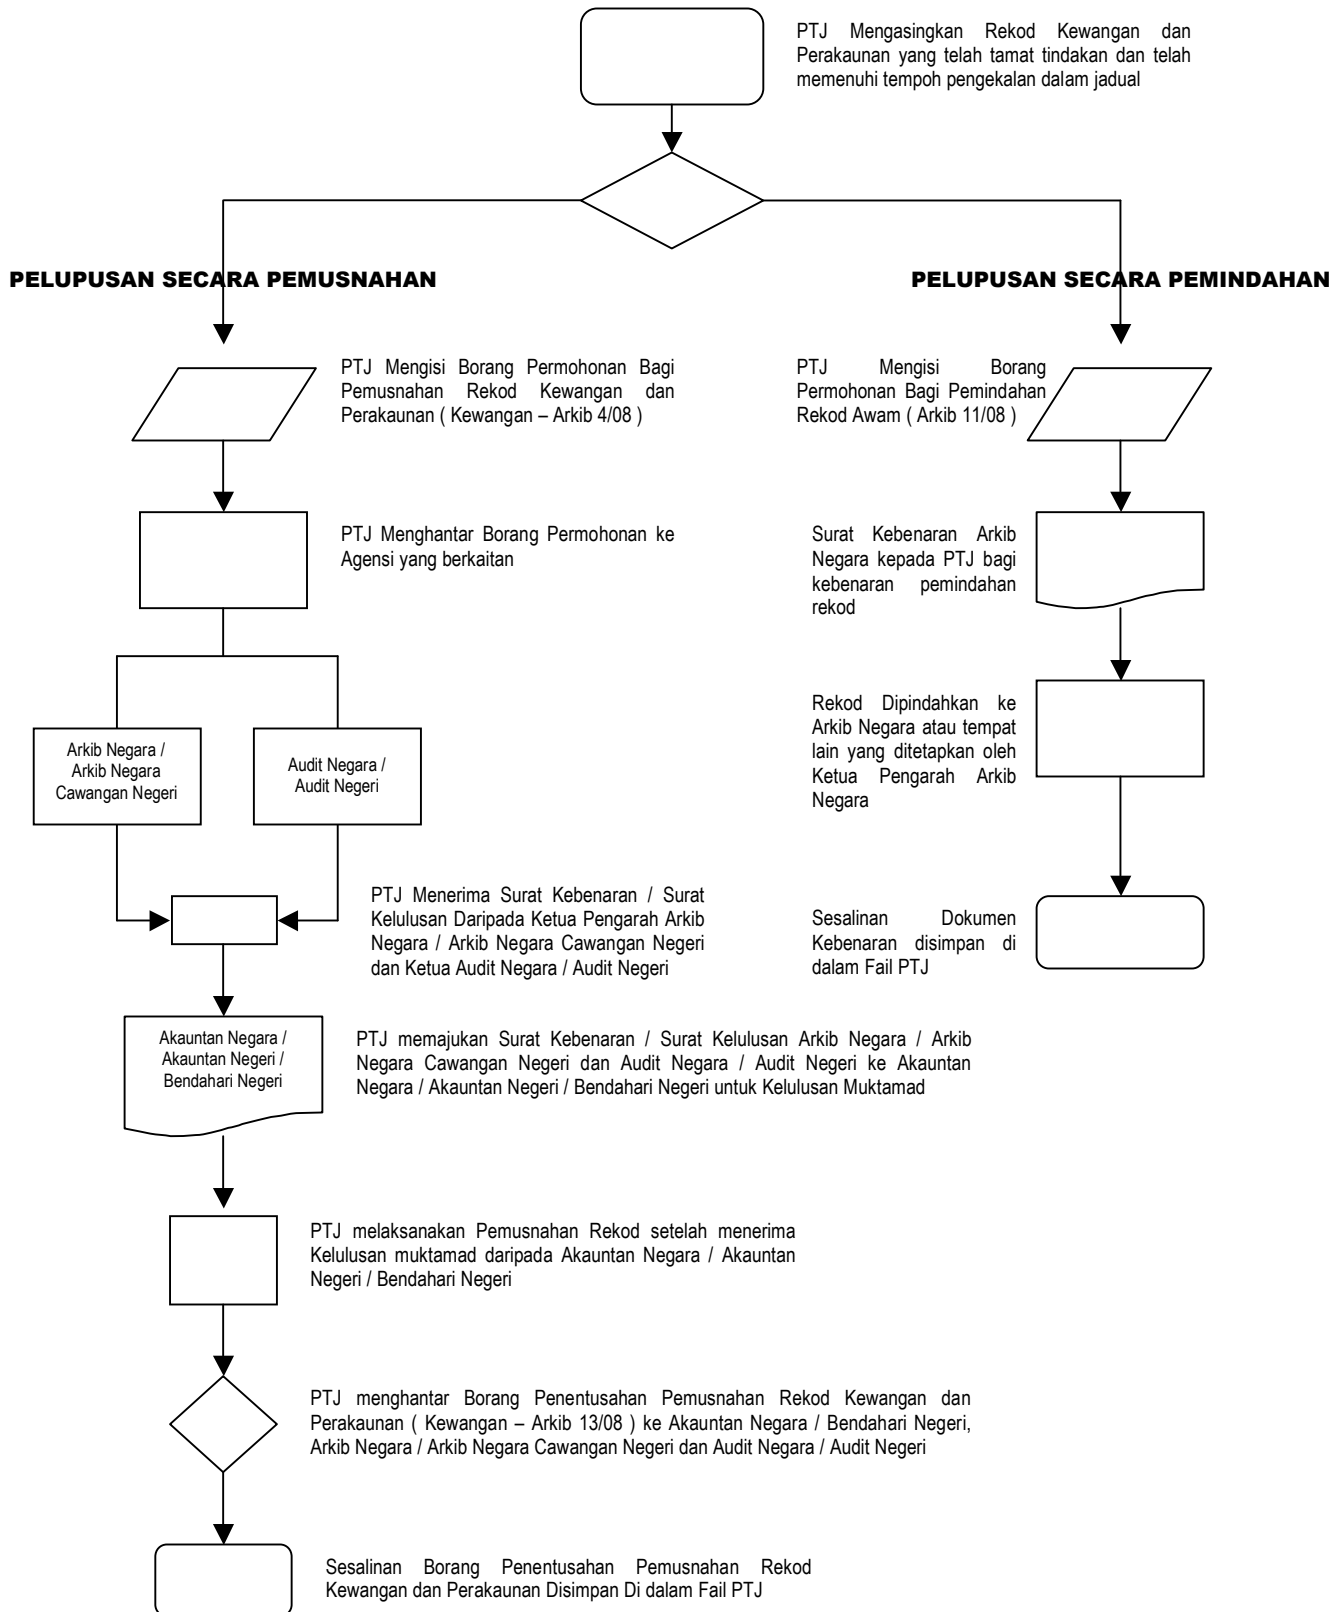 PTJ Mengasingkan Rekod Kewangan dan
Perakaunan yang telah tamat tindakan dan telah
memenuhi tempoh pengekalan dalam jadual
PELUPUSAN SECARA PEMUSNAHAN
PELUPUSAN SECARA PEMINDAHAN
PTJ Mengisi Borang Permohonan Bagi
Pemusnahan Rekod Kewangan dan
Perakaunan ( Kewangan – Arkib 4/08 )
PTJ Mengisi Borang
Permohonan Bagi Pemindahan
Rekod Awam ( Arkib 11/08 )
PTJ Menghantar Borang Permohonan ke
Agensi yang berkaitan
Surat Kebenaran Arkib
Negara kepada PTJ bagi
kebenaran pemindahan
rekod
Arkib Negara /
Arkib Negara
Cawangan Negeri
Audit Negara /
Audit Negeri
Rekod Dipindahkan ke
Arkib Negara atau tempat
lain yang ditetapkan oleh
Ketua Pengarah Arkib
Negara
PTJ Menerima Surat Kebenaran / Surat
Kelulusan Daripada Ketua Pengarah Arkib
Negara / Arkib Negara Cawangan Negeri
dan Ketua Audit Negara / Audit Negeri
Sesalinan Dokumen
Kebenaran disimpan di
dalam Fail PTJ
Akauntan Negara /
Akauntan Negeri /
Bendahari Negeri
PTJ memajukan Surat Kebenaran / Surat Kelulusan Arkib Negara / Arkib
Negara Cawangan Negeri dan Audit Negara / Audit Negeri ke Akauntan
Negara / Akauntan Negeri / Bendahari Negeri untuk Kelulusan Muktamad
PTJ melaksanakan Pemusnahan Rekod setelah menerima
Kelulusan muktamad daripada Akauntan Negara / Akauntan
Negeri / Bendahari Negeri
PTJ menghantar Borang Penentusahan Pemusnahan Rekod Kewangan dan
Perakaunan ( Kewangan – Arkib 13/08 ) ke Akauntan Negara / Bendahari Negeri,
Arkib Negara / Arkib Negara Cawangan Negeri dan Audit Negara / Audit Negeri
Sesalinan Borang Penentusahan Pemusnahan Rekod
Kewangan dan Perakaunan Disimpan Di dalam Fail PTJ